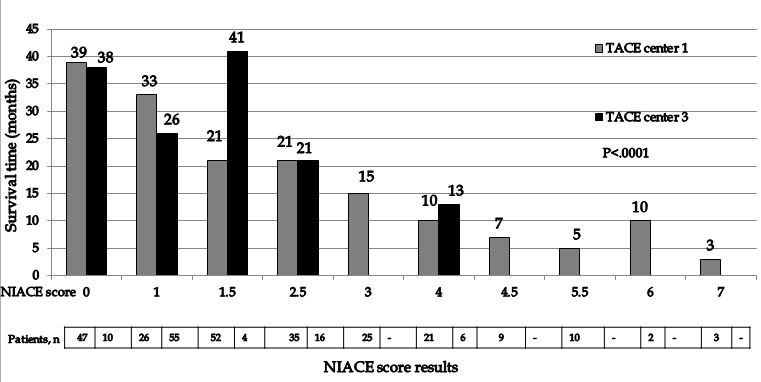 45
40
35
30
25
20
15
10
5
0
Survival time (months)
39 38 33 26 21 41 21 21 15 10 13 7 5 10 3
TACE center 1
TACE center 3
P<.0001
NIACE score 0 1 1.5 2.5 3 4 4.5 5.5 6 7
Patients, n 47 10 26 55 52 4 35 16 25 - 21 6 9 - 10 - 2 - 3 -
NIACE score results